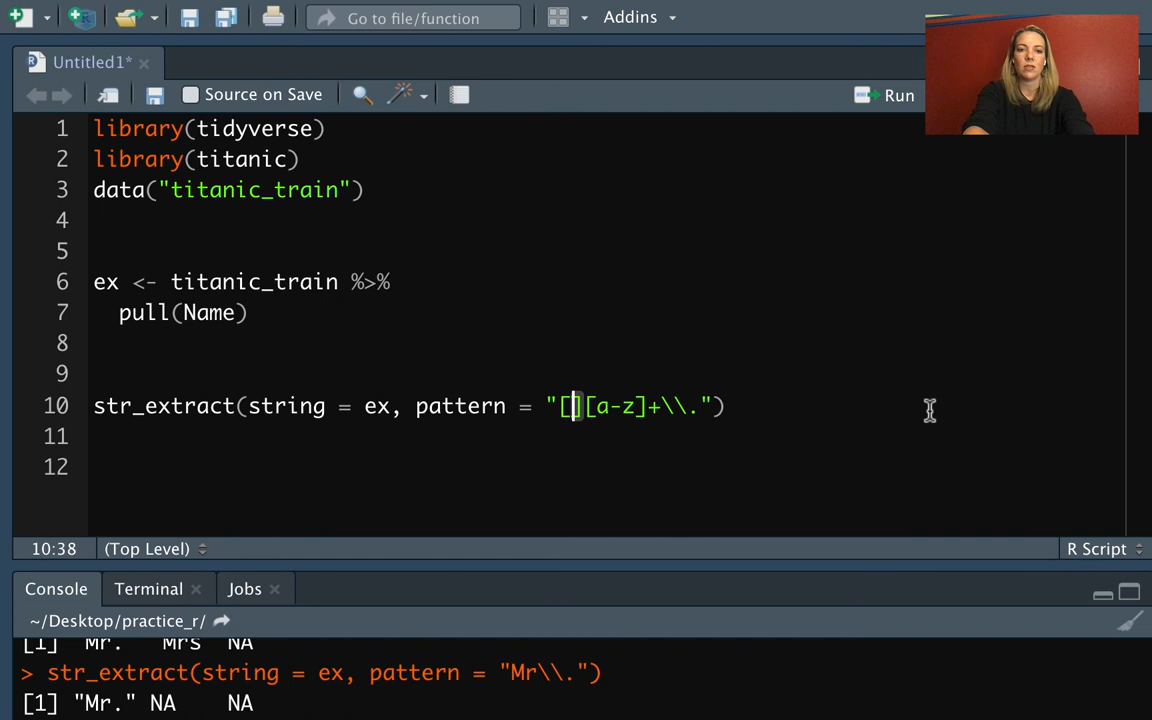 Go to file/function
Addins
Untitled1*
Source on Save
Run
1 library(tidyverse)
2 library(titanic)
3 data("titanic_train")
4
5
6 ex <- titanic_train %>%
7 pull(Name)
8
9
10 str_extract(string = ex, pattern = "[][a-z]+\\.")
11
12
10:38 (Top Level) R Script
Console Terminal Jobs
~/Desktop/practice_r/
[1] Mr. Mrs NA
> str_extract(string = ex, pattern = "Mr\\.")
[1] "Mr." NA NA